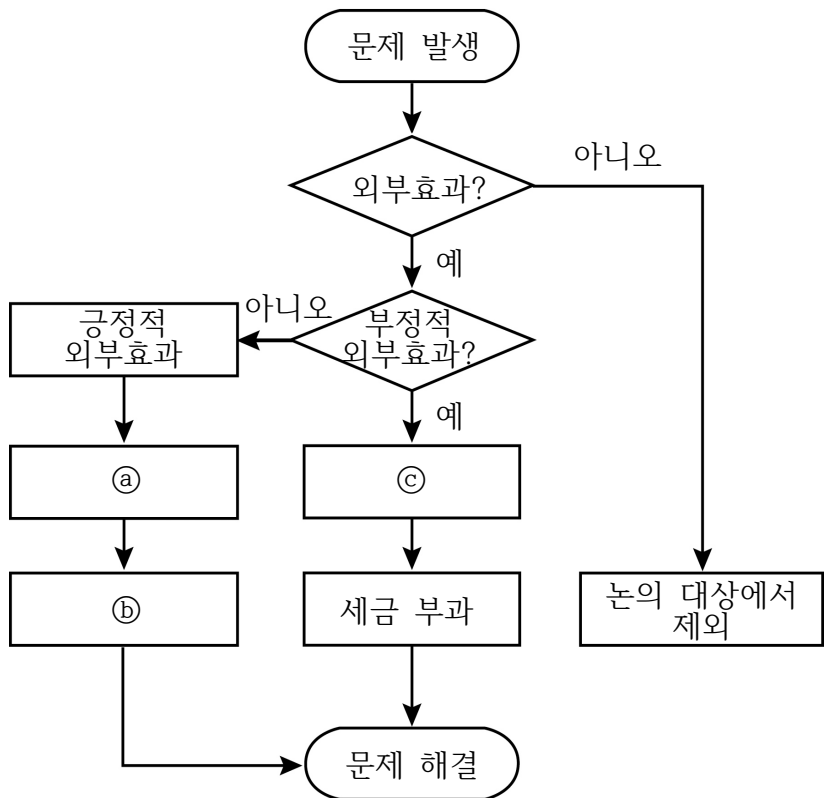 문제 발생
외부효과?
아니오
예
긍정적
외부효과
아니오
부정적
외부효과?
예
ⓐ
ⓒ
ⓑ
세금 부과
논의 대상에서
제외
문제 해결